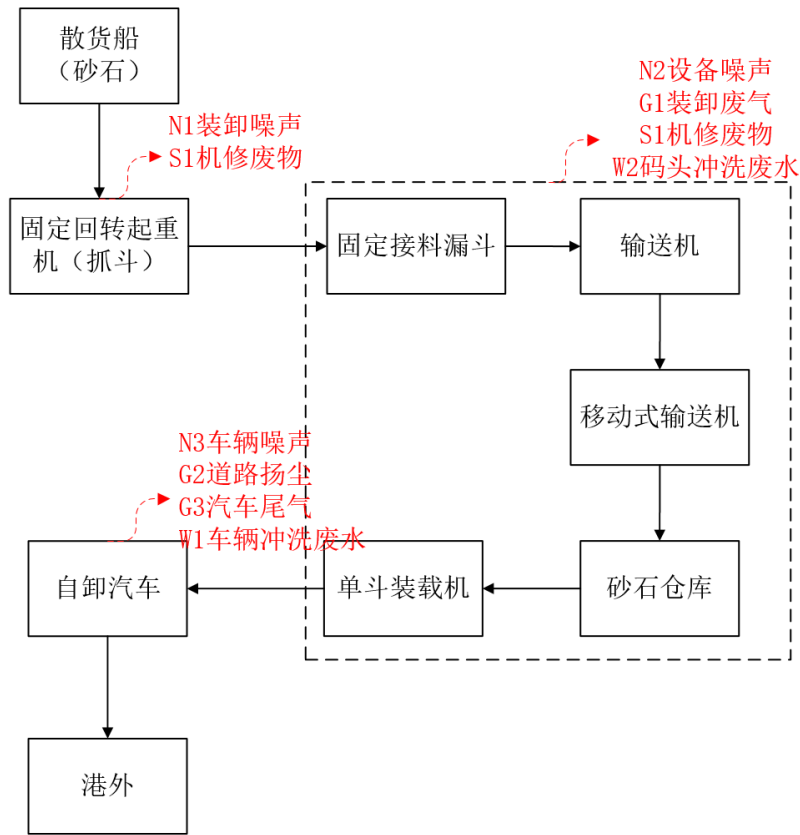 散货船
（砂石）
N1装卸噪声
S1机修废物
N2设备噪声
G1装卸废气
S1机修废物
W2码头冲洗废水
固定回转起重
机（抓斗）
固定接料漏斗
输送机
移动式输送机
N3车辆噪声
G2道路扬尘
G3汽车尾气
W1车辆冲洗废水
自卸汽车
单斗装载机
砂石仓库
港外